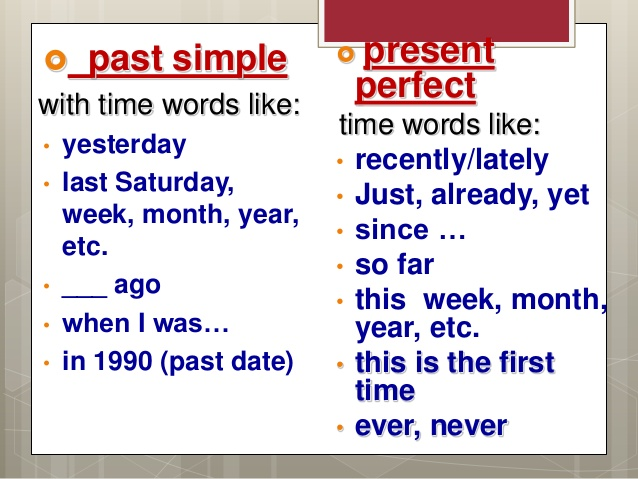 past simple
with time words like:
yesterday
last Saturday,
week, month, year,
etc.
___ ago
when I was…
in 1990 (past date)
present
perfect
time words like:
recently/lately
Just, already, yet
since …
so far
this week, month,
year, etc.
this is the first
time
ever, never